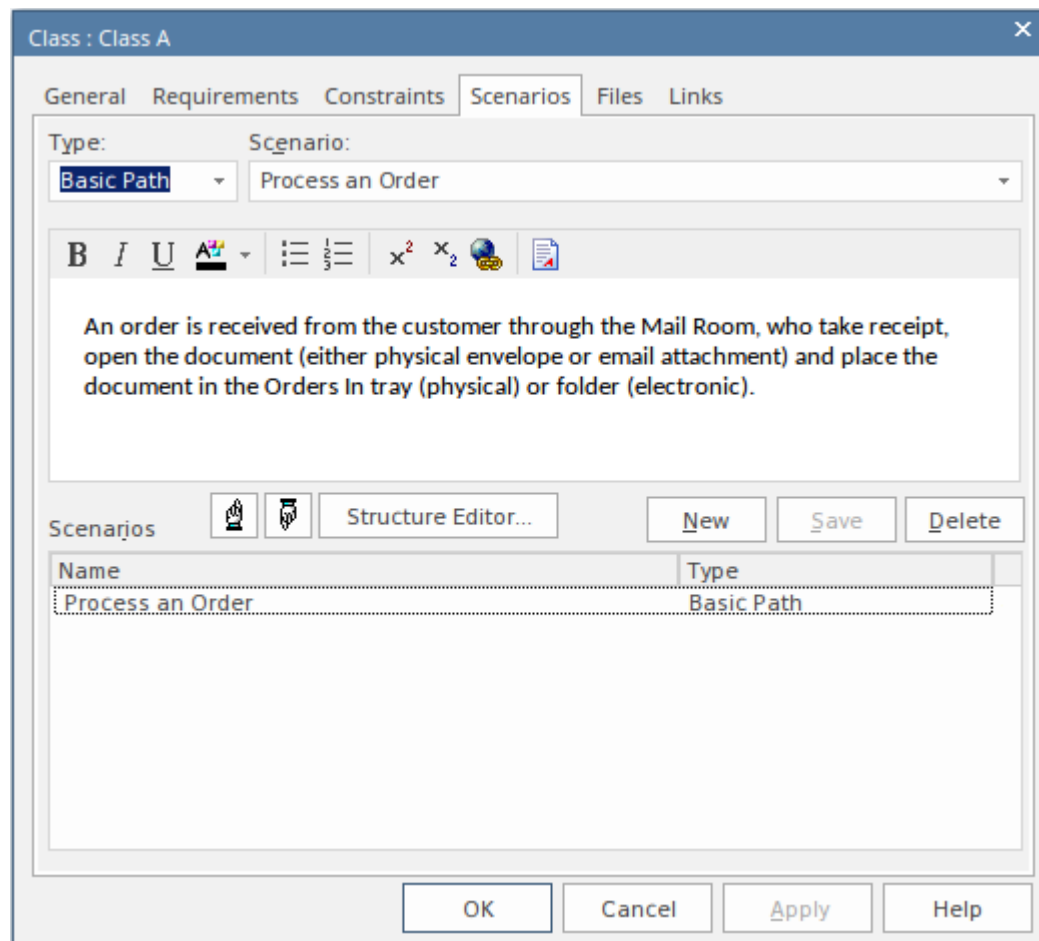 Class : Class A
General Requirements Constraints Scenarios Files Links
Type: Scenario:
Basic Path Process an Order
B I U A x² x₂
An order is received from the customer through the Mail Room, who take receipt,
open the document (either physical envelope or email attachment) and place the
document in the Orders In tray (physical) or folder (electronic).
Scenarios Structure Editor... New Save Delete
Name Type
Process an Order Basic Path
OK Cancel Apply Help